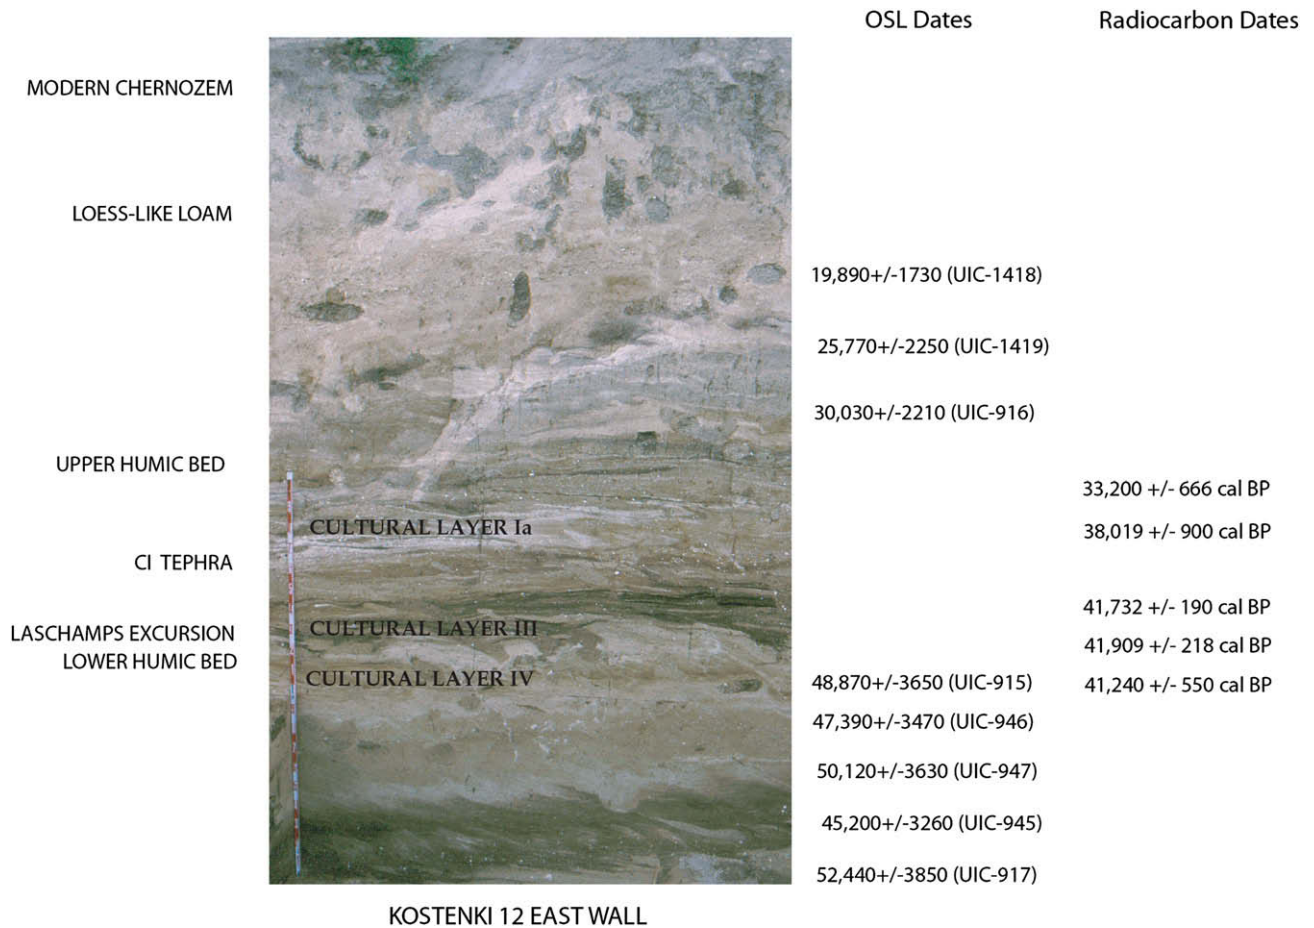 OSL Dates
Radiocarbon Dates
MODERN CHERNOZEM
LOESS-LIKE LOAM
19,890+/-1730 (UIC-1418)
25,770+/-2250 (UIC-1419)
30,030+/-2210 (UIC-916)
UPPER HUMIC BED
33,200 +/- 666 cal BP
CULTURAL LAYER Ia
38,019 +/- 900 cal BP
CI TEPHRA
41,732 +/- 190 cal BP
LASCHAMPS EXCURSION
CULTURAL LAYER III
41,909 +/- 218 cal BP
LOWER HUMIC BED
CULTURAL LAYER IV
48,870+/-3650 (UIC-915)
41,240 +/- 550 cal BP
47,390+/-3470 (UIC-946)
50,120+/-3630 (UIC-947)
45,200+/-3260 (UIC-945)
52,440+/-3850 (UIC-917)
KOSTENKI 12 EAST WALL